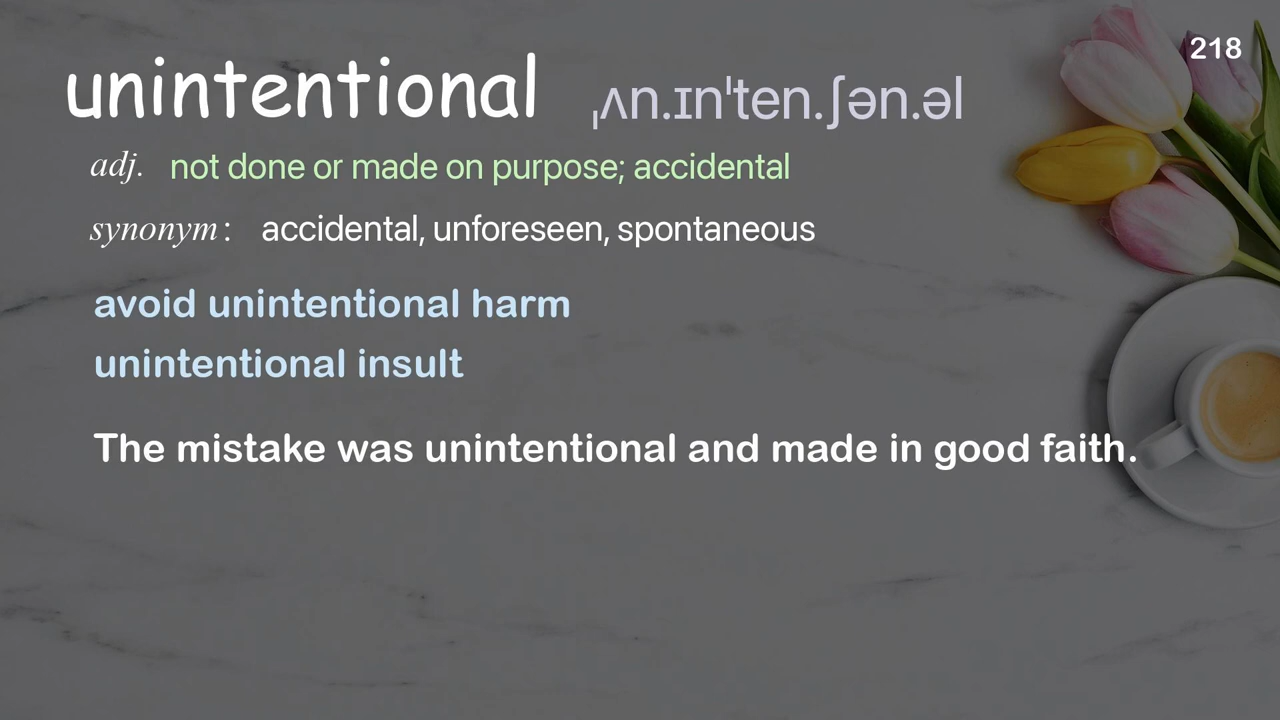 218
unintentional ˌʌn.ɪnˈten.ʃən.əl
adj. not done or made on purpose; accidental
synonym: accidental, unforeseen, spontaneous
avoid unintentional harm
unintentional insult
The mistake was unintentional and made in good faith.